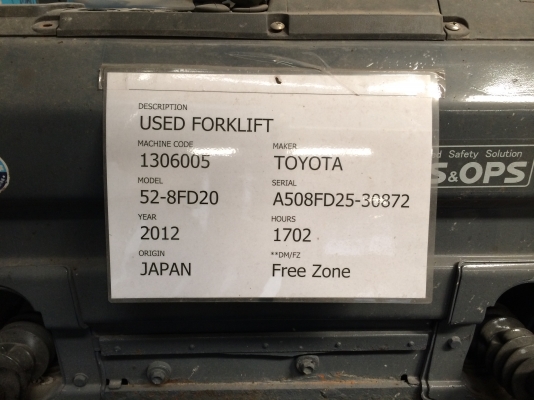 DESCRIPTION
USED FORKLIFT
MACHINE CODE MAKER
1306005 TOYOTA
MODEL SERIAL
52-8FD20 A508FD25-30872
YEAR HOURS
2012 1702
ORIGIN **DM/FZ
JAPAN Free Zone
Safety Solution
S&OPS